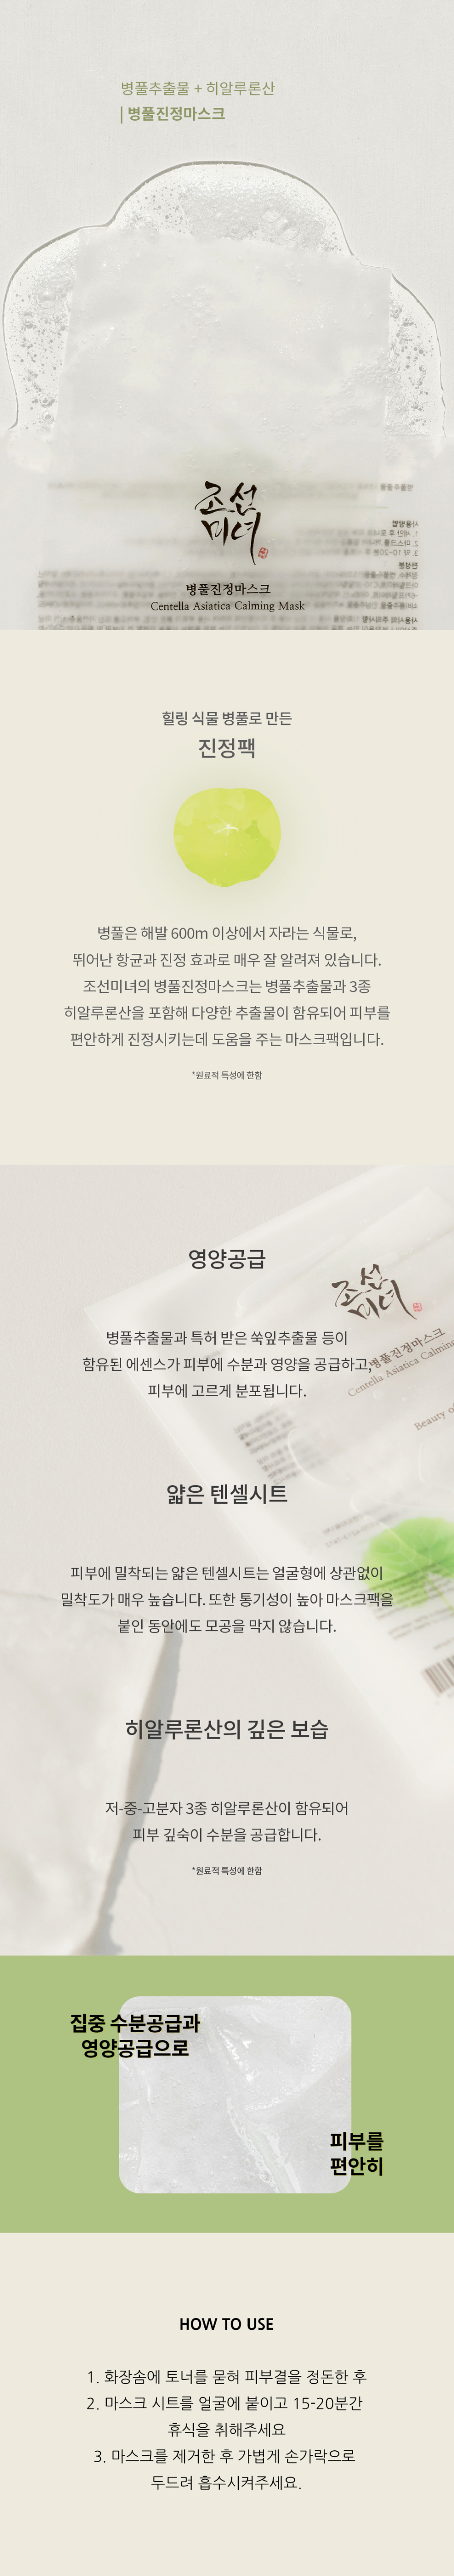 병풀추출물 + 히알루론산
| 병풀진정마스크
조선
미녀
병풀진정마스크
Centella Asiatica Calming Mask
힐링 식물 병풀로 만든
진정팩
병풀은 해발 600m 이상에서 자라는 식물로,
뛰어난 항균과 진정 효과로 매우 잘 알려져 있습니다.
조선미녀의 병풀진정마스크는 병풀추출물과 3종
히알루론산을 포함해 다양한 추출물이 함유되어 피부를
편안하게 진정시키는데 도움을 주는 마스크팩입니다.
*원료적 특성에 한함
영양공급
조선
미녀
병풀진정마스크
Centella Asiatica Calming
Beauty o
병풀추출물과 특허 받은 쑥잎추출물 등이
함유된 에센스가 피부에 수분과 영양을 공급하고,
피부에 고르게 분포됩니다.
얇은 텐셀시트
피부에 밀착되는 얇은 텐셀시트는 얼굴형에 상관없이
밀착도가 매우 높습니다. 또한 통기성이 높아 마스크팩을
붙인 동안에도 모공을 막지 않습니다.
히알루론산의 깊은 보습
저-중-고분자 3종 히알루론산이 함유되어
피부 깊숙이 수분을 공급합니다.
*원료적 특성에 한함
집중 수분공급과
영양공급으로
피부를
편안히
HOW TO USE
1. 화장솜에 토너를 묻혀 피부결을 정돈한 후
2. 마스크 시트를 얼굴에 붙이고 15-20분간
휴식을 취해주세요
3. 마스크를 제거한 후 가볍게 손가락으로
두드려 흡수시켜주세요.